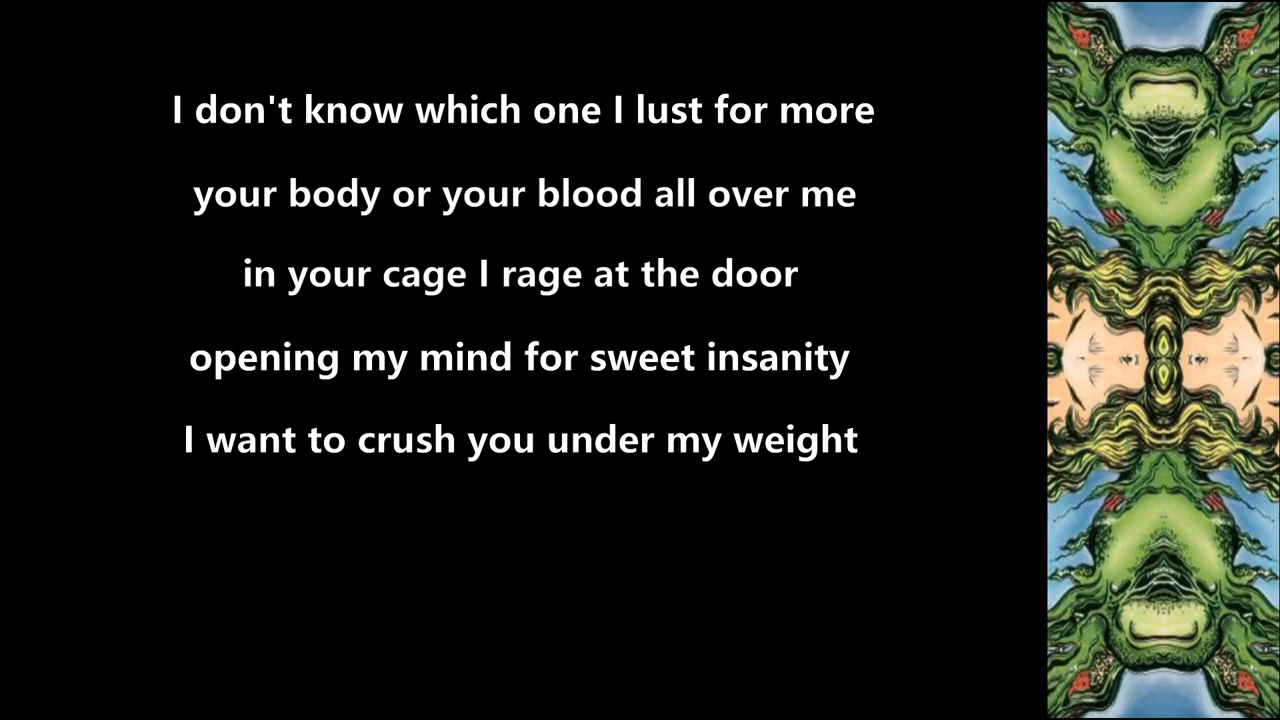 I don't know which one I lust for more
your body or your blood all over me
in your cage I rage at the door
opening my mind for sweet insanity
I want to crush you under my weight